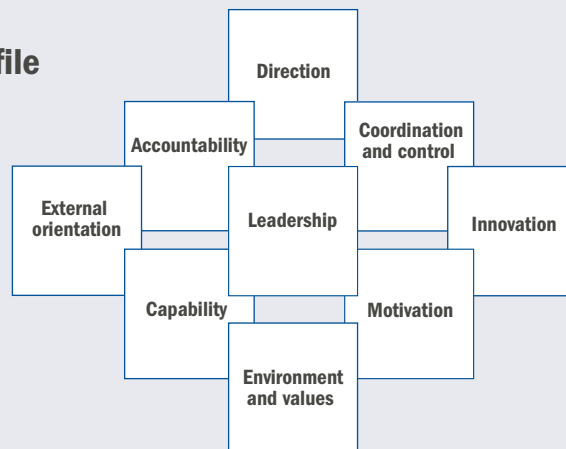 file
Direction
Accountability
Coordination
and control
External
orientation
Leadership
Innovation
Capability
Motivation
Environment
and values